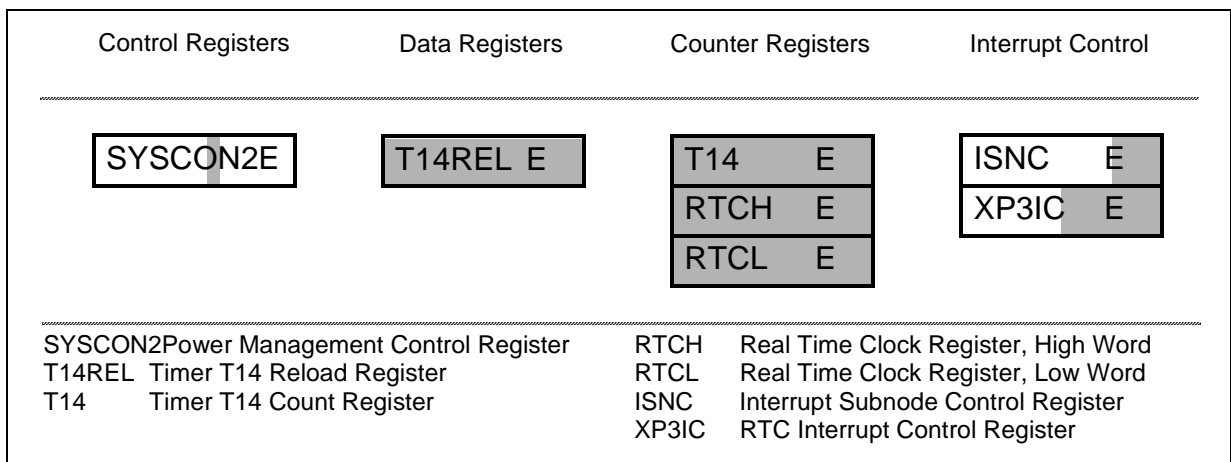 Control Registers Data Registers Counter Registers Interrupt Control
SYSCON2E T14REL E T14 E ISNC E
RTCH E XP3IC E
RTCL E
SYSCON2Power Management Control Register RTCH Real Time Clock Register, High Word
T14REL Timer T14 Reload Register RTCL Real Time Clock Register, Low Word
T14 Timer T14 Count Register ISNC Interrupt Subnode Control Register
XP3IC RTC Interrupt Control Register